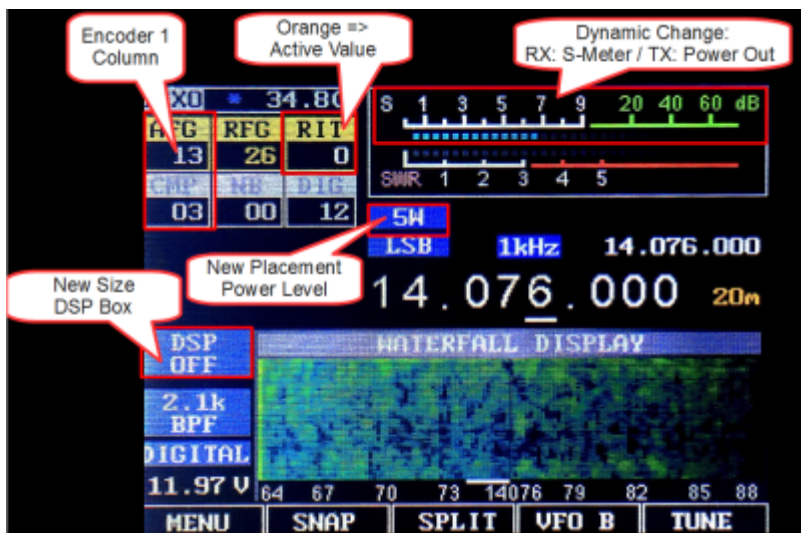 Encoder 1
Column
Orange =>
Active Value
Dynamic Change:
RX: S-Meter / TX: Power Out
* 34.8
S 1 3 5 7 9 20 40 60 dB
AFG RFG RIT
13 26 0
SWR 1 2 3 4 5
CMP NB DIG
03 00 12
5W
LSB 1kHz 14.076.000
New Placement
Power Level
14.076.000 20m
New Size
DSP Box
DSP
OFF
WATERFALL DISPLAY
2.1k
BPF
DIGITAL
11.97 V
64 67 70 73 14076 79 82 85 88
MENU SNAP SPLIT VFO B TUNE